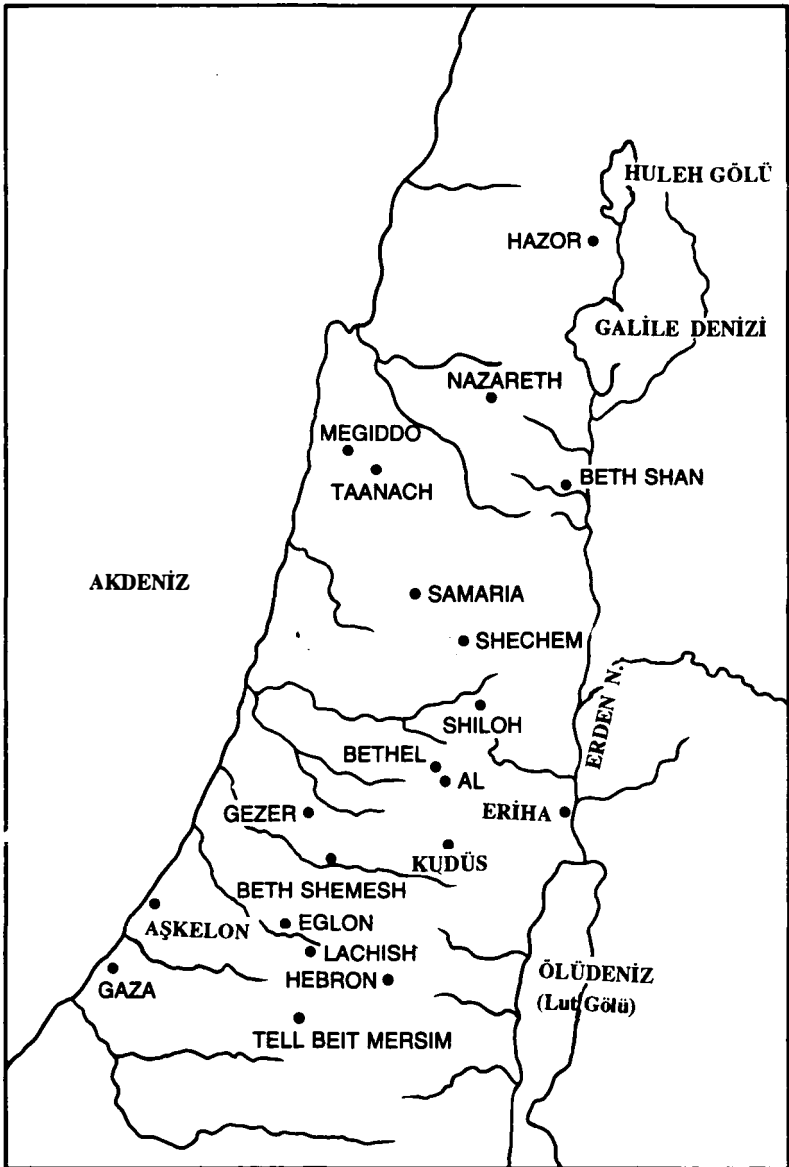 HULEH GÖLÜ
HAZOR
GALİLE DENİZİ
NAZARETH
MEGIDDO
TAANACH
BETH SHAN
AKDENİZ
SAMARIA
SHECHEM
ERDEN N.
SHILOH
BETHEL
AL
GEZER
ERİHA
KUDÜS
BETH SHEMESH
AŞKELON
EGLON
LACHISH
HEBRON
GAZA
ÖLÜDENİZ
(Lut Gölü)
TELL BEIT MERSIM